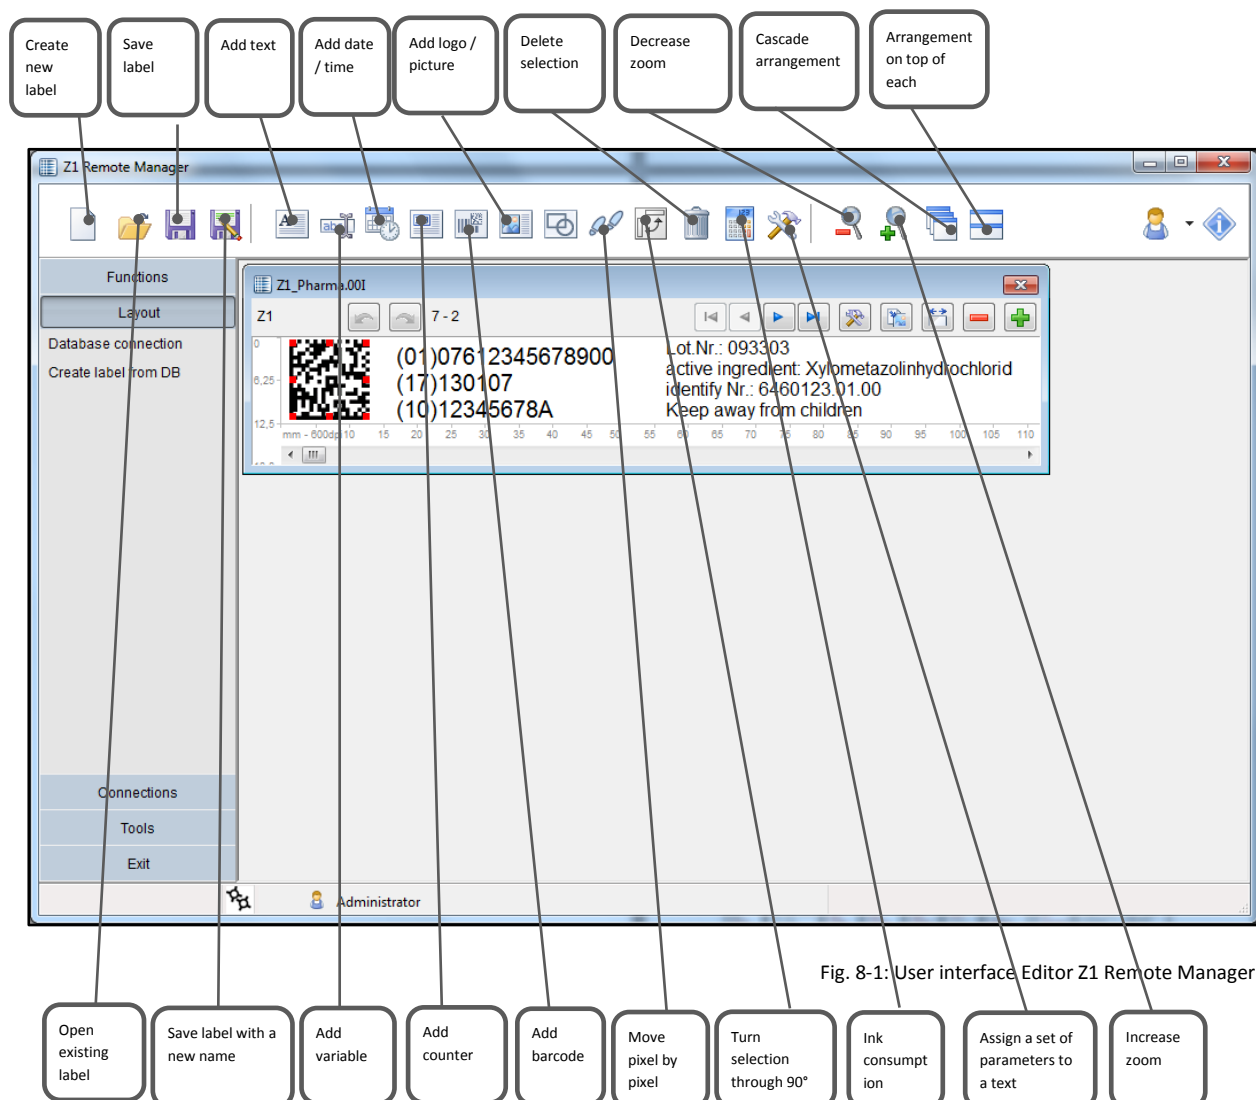 Create
new
label
Save
label
Add text
Add date
/ time
Add logo /
picture
Delete
selection
Decrease
zoom
Cascade
arrangement
Arrangement
on top of
each
Z1 Remote Manager
Functions
Layout
Database connection
Create label from DB
Z1_Pharma.00I
Z1
7 - 2
(01)07612345678900
(17)130107
(10)12345678A
Lot.Nr.: 093303
active ingredient: Xylometazolinhydrochlorid
identify Nr.: 6460123.01.00
Keep away from children
0
6,25
12,5
mm - 600dpi 10 15 20 25 30 35 40 45 50 55 60 65 70 75 80 85 90 95 100 105 110
Connections
Tools
Exit
Administrator
Fig. 8-1: User interface Editor Z1 Remote Manager
Open
existing
label
Save label with a
new name
Add
variable
Add
counter
Add
barcode
Move
pixel by
pixel
Turn
selection
through 90°
Ink
consumpt
ion
Assign a set of
parameters to
a text
Increase
zoom